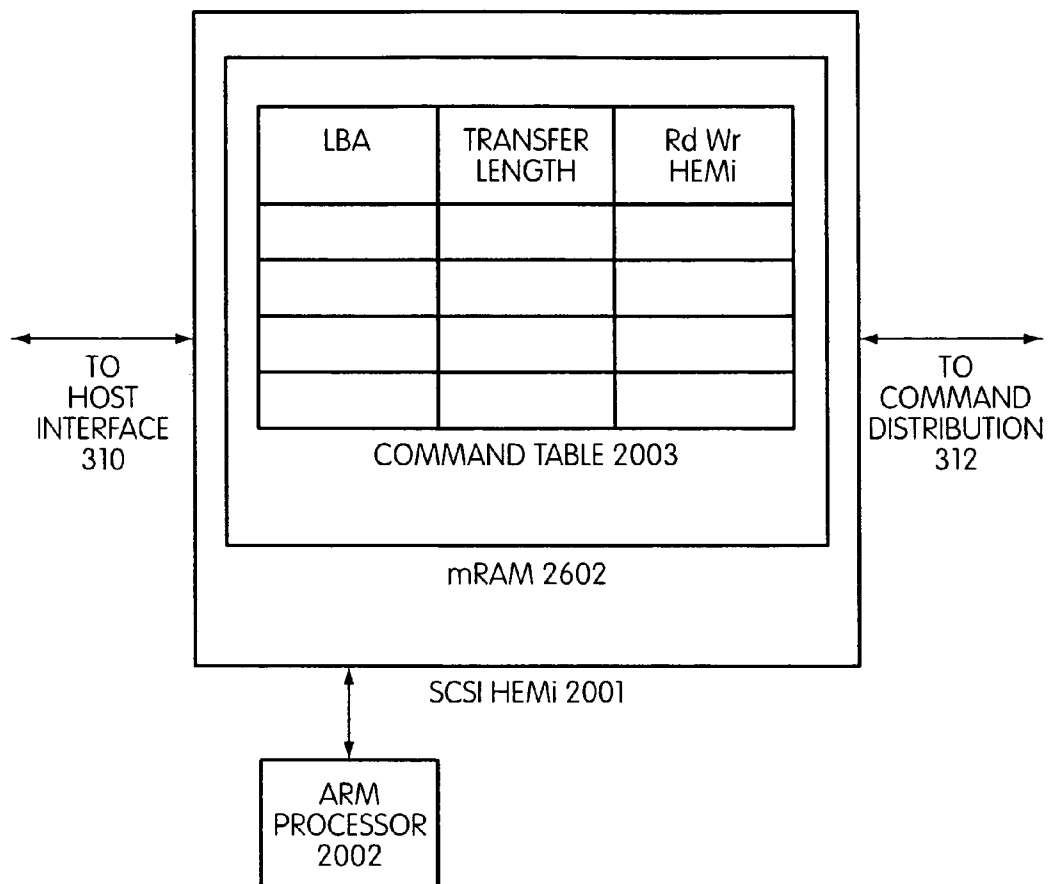 LBA
TRANSFER
LENGTH
Rd Wr
HEMi
TO
HOST
INTERFACE
310
TO
COMMAND
DISTRIBUTION
312
COMMAND TABLE 2003
mRAM 2602
SCSI HEMi 2001
ARM
PROCESSOR
2002